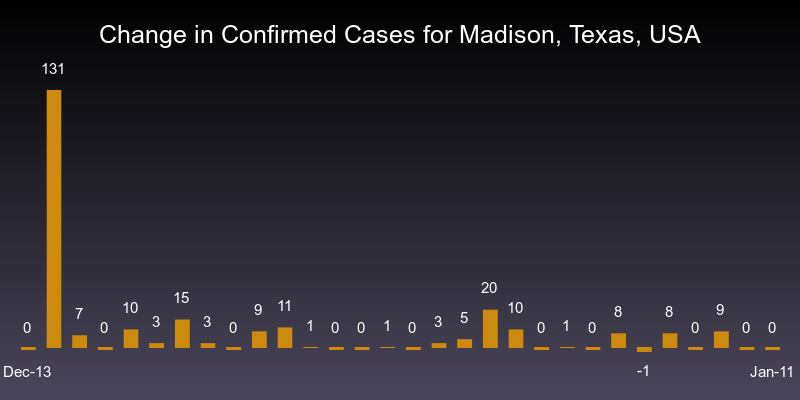 Change in Confirmed Cases for Madison, Texas, USA
0 131 7 0 10 3 15 3 0 9 11 1 0 0 1 0 3 5 20 10 0 1 0 8 -1 8 0 9 0 0
Dec-13 Jan-11